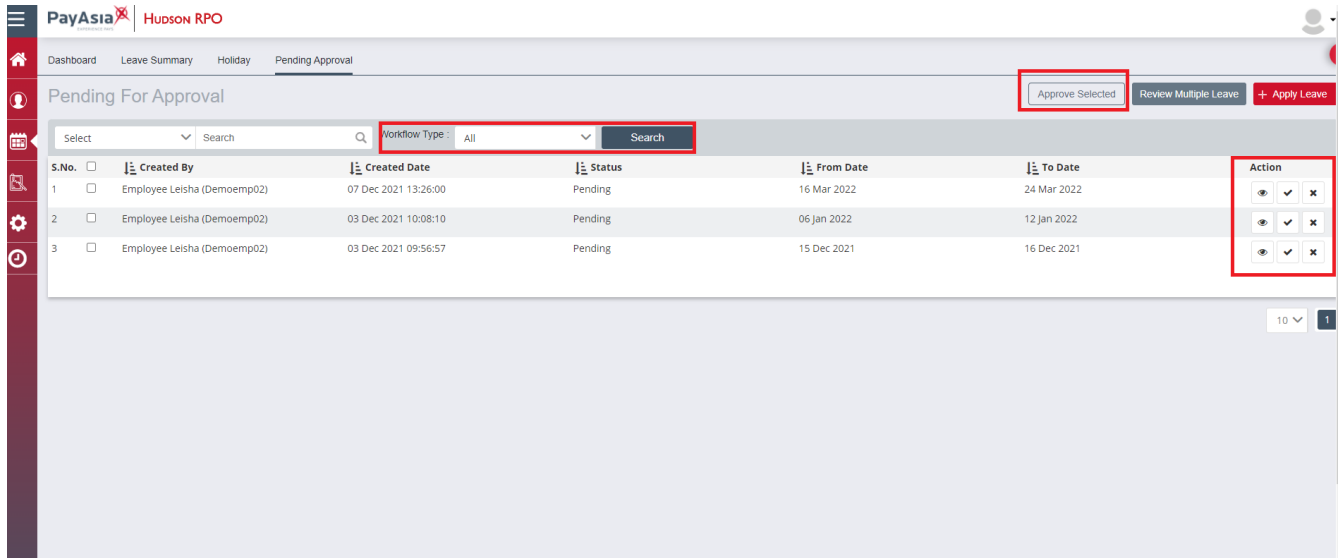 PayAsia HUDSON RPO
Dashboard Leave Summary Holiday Pending Approval
Pending For Approval Approve Selected Review Multiple Leave + Apply Leave
Select Search Workflow Type : All Search
S.No. Created By Created Date Status From Date To Date Action
1 Employee Leisha (Demoemp02) 07 Dec 2021 13:26:00 Pending 16 Mar 2022 24 Mar 2022
2 Employee Leisha (Demoemp02) 03 Dec 2021 10:08:10 Pending 06 Jan 2022 12 Jan 2022
3 Employee Leisha (Demoemp02) 03 Dec 2021 09:56:57 Pending 15 Dec 2021 16 Dec 2021
10 1